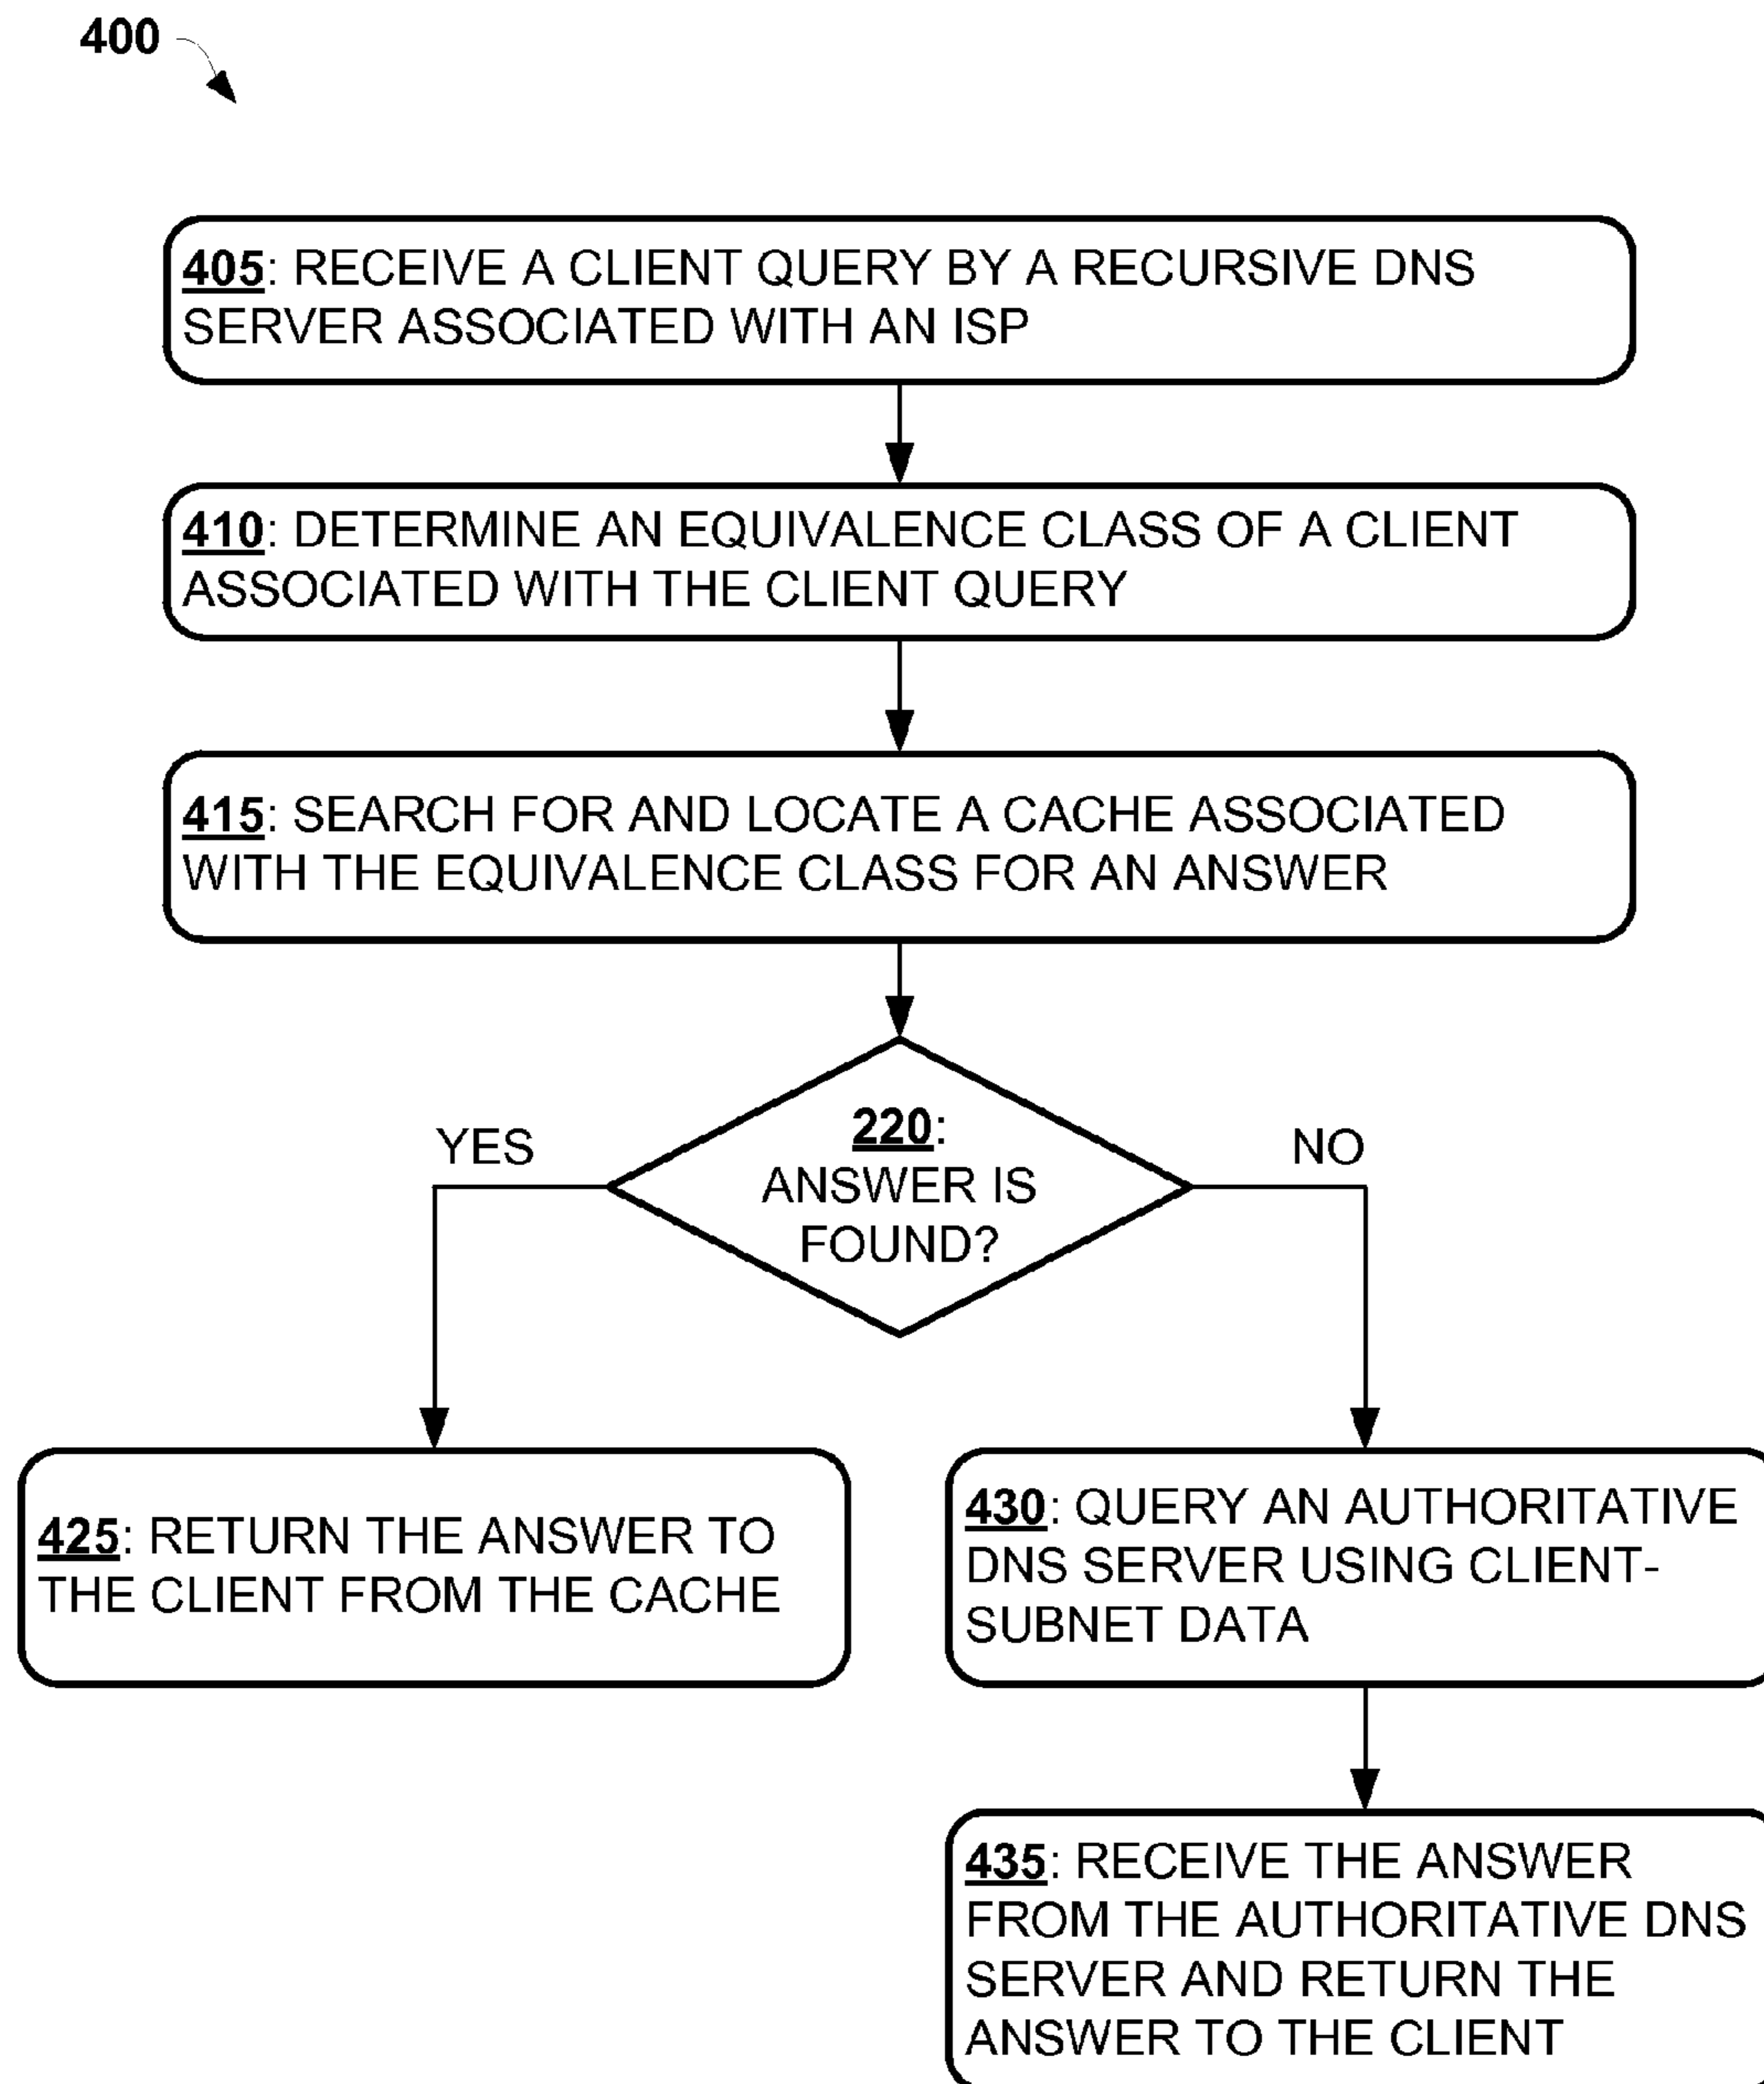 400
405: RECEIVE A CLIENT QUERY BY A RECURSIVE DNS
SERVER ASSOCIATED WITH AN ISP
410: DETERMINE AN EQUIVALENCE CLASS OF A CLIENT
ASSOCIATED WITH THE CLIENT QUERY
415: SEARCH FOR AND LOCATE A CACHE ASSOCIATED
WITH THE EQUIVALENCE CLASS FOR AN ANSWER
220:
ANSWER IS
FOUND?
YES
NO
425: RETURN THE ANSWER TO
THE CLIENT FROM THE CACHE
430: QUERY AN AUTHORITATIVE
DNS SERVER USING CLIENT-
SUBNET DATA
435: RECEIVE THE ANSWER
FROM THE AUTHORITATIVE DNS
SERVER AND RETURN THE
ANSWER TO THE CLIENT